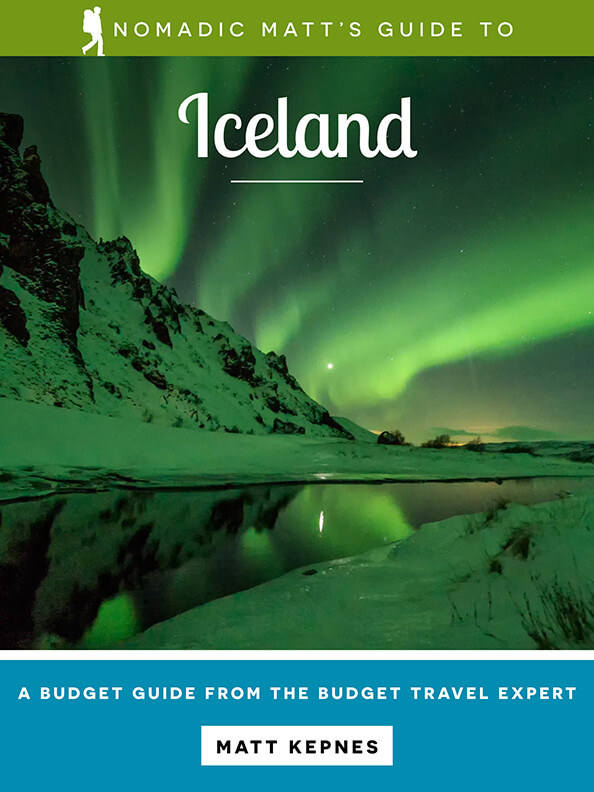 NOMADIC MATT'S GUIDE TO
Iceland
A BUDGET GUIDE FROM THE BUDGET TRAVEL EXPERT
MATT KEPNES